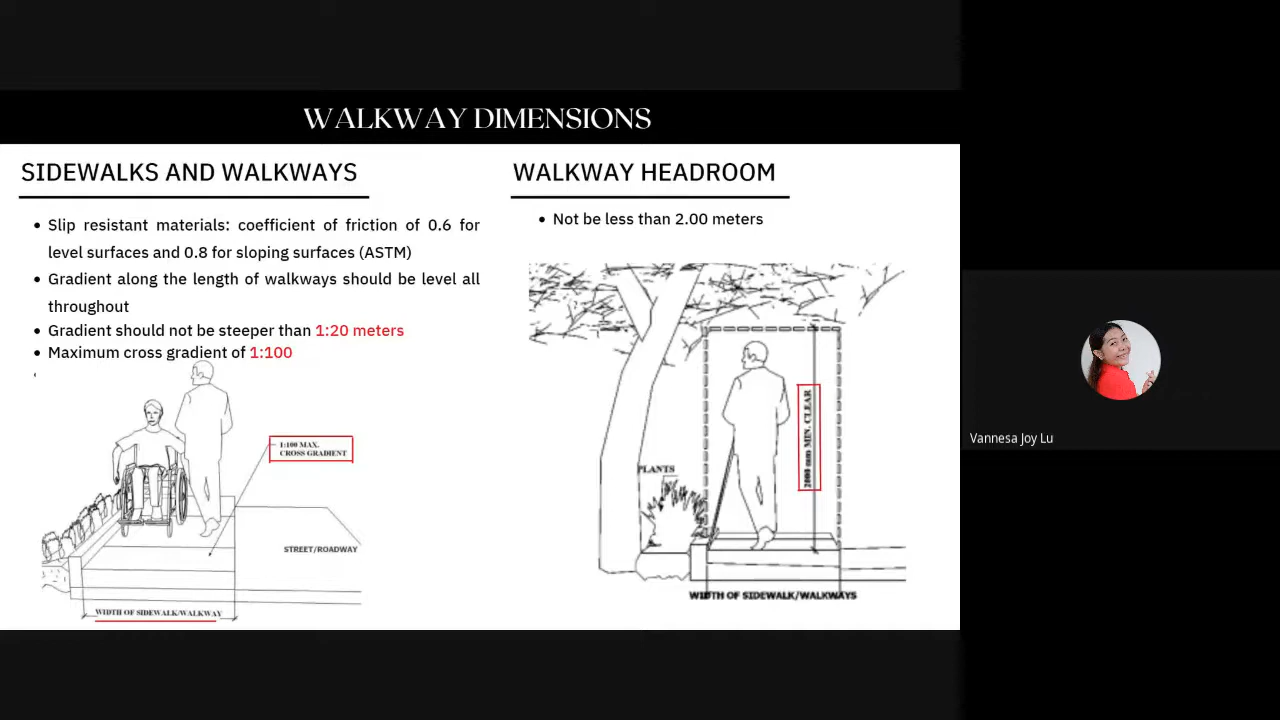 WALKWAY DIMENSIONS
SIDEWALKS AND WALKWAYS
• Slip resistant materials: coefficient of friction of 0.6 for
level surfaces and 0.8 for sloping surfaces (ASTM)
• Gradient along the length of walkways should be level all
throughout
• Gradient should not be steeper than 1:20 meters
• Maximum cross gradient of 1:100
1:100 MAX.
CROSS GRADIENT
STREET/ROADWAY
WIDTH OF SIDEWALK/WALKWAY
WALKWAY HEADROOM
• Not be less than 2.00 meters
2000 mm MIN. CLEAR
PLANTS
WIDTH OF SIDEWALK/WALKWAYS
Vannesa Joy Lu